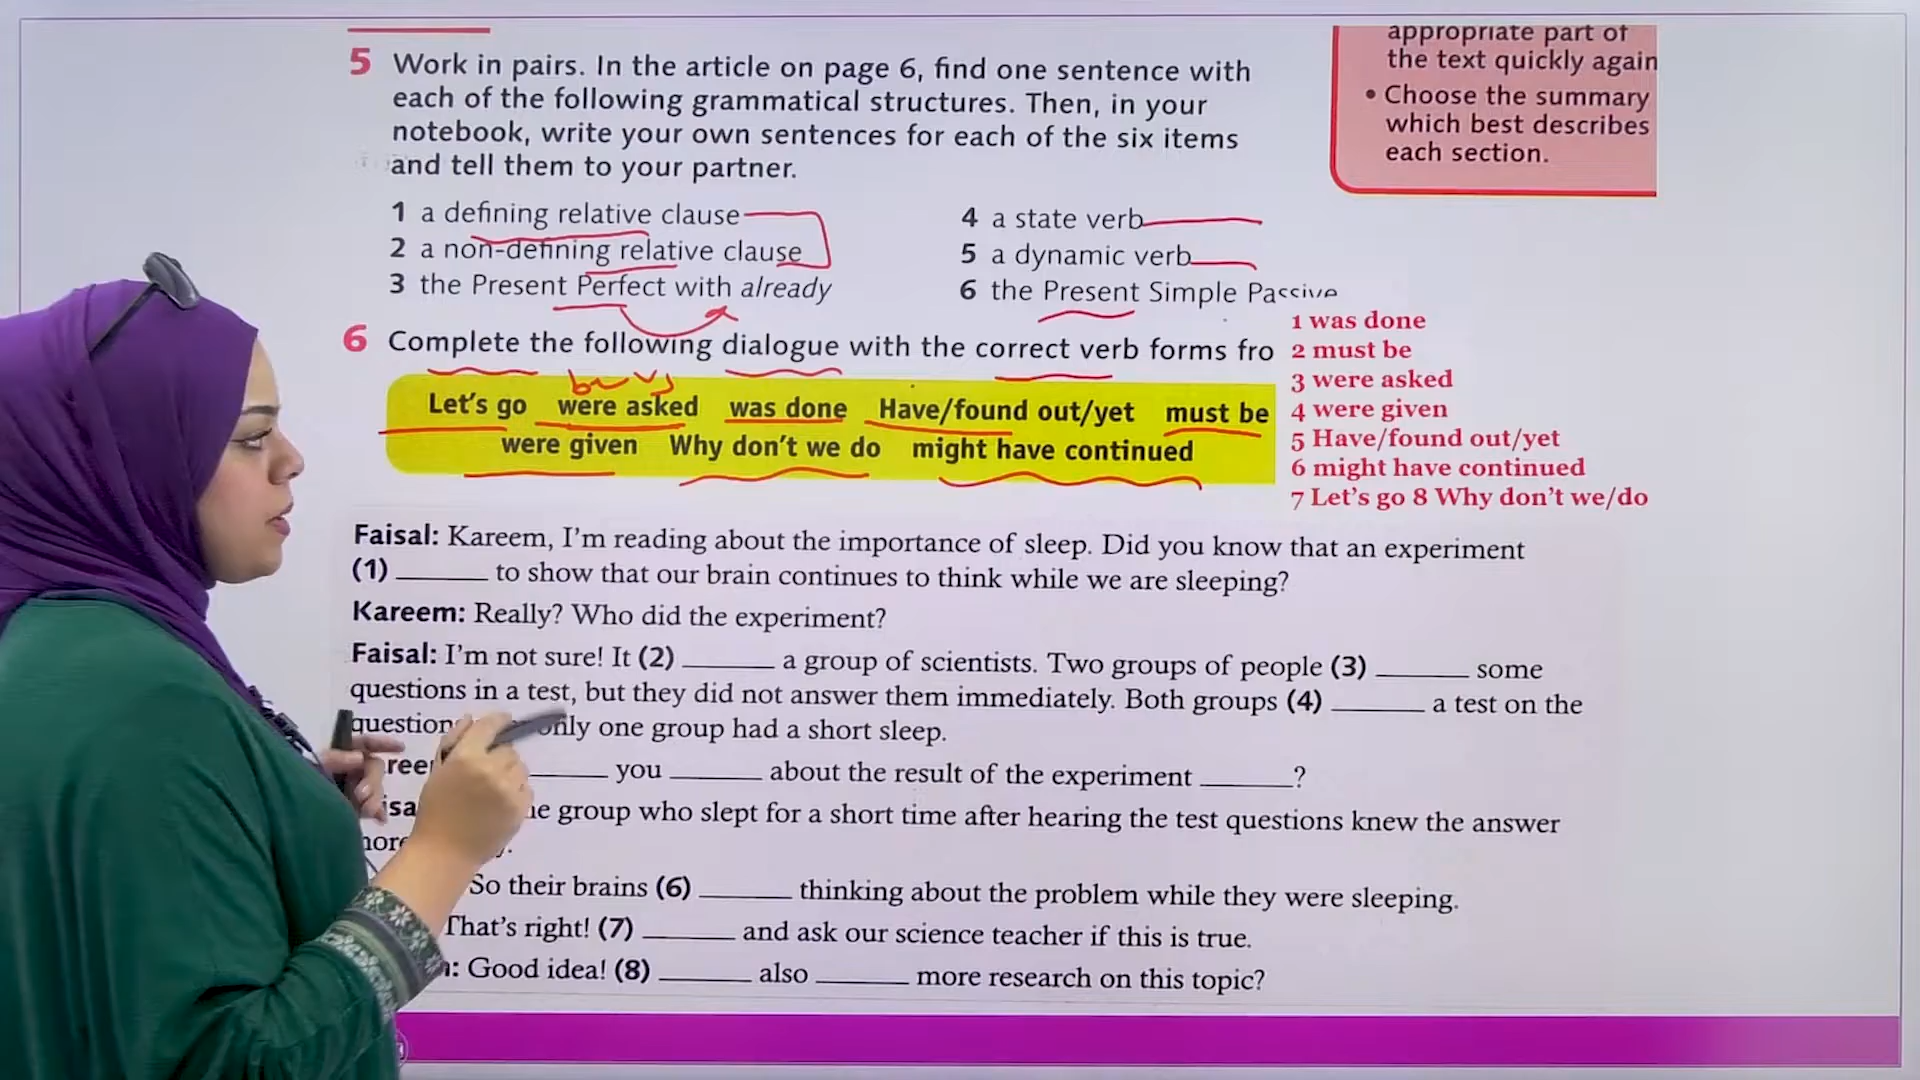 appropriate part of
the text quickly again
• Choose the summary
which best describes
each section.
5 Work in pairs. In the article on page 6, find one sentence with
each of the following grammatical structures. Then, in your
notebook, write your own sentences for each of the six items
and tell them to your partner.
1 a defining relative clause
2 a non-defining relative clause
3 the Present Perfect with already
4 a state verb
5 a dynamic verb
6 the Present Simple Passive
6 Complete the following dialogue with the correct verb forms fro
Let's go were asked was done Have/found out/yet must be
were given Why don't we do might have continued
1 was done
2 must be
3 were asked
4 were given
5 Have/found out/yet
6 might have continued
7 Let's go 8 Why don't we/do
Faisal: Kareem, I'm reading about the importance of sleep. Did you know that an experiment
(1) ______ to show that our brain continues to think while we are sleeping?
Kareem: Really? Who did the experiment?
Faisal: I'm not sure! It (2) ______ a group of scientists. Two groups of people (3) ______ some
questions in a test, but they did not answer them immediately. Both groups (4) ______ a test on the
question only one group had a short sleep.
______ you ______ about the result of the experiment ______?
group who slept for a short time after hearing the test questions knew the answer
So their brains (6) ______ thinking about the problem while they were sleeping.
That's right! (7) ______ and ask our science teacher if this is true.
Good idea! (8) ______ also ______ more research on this topic?